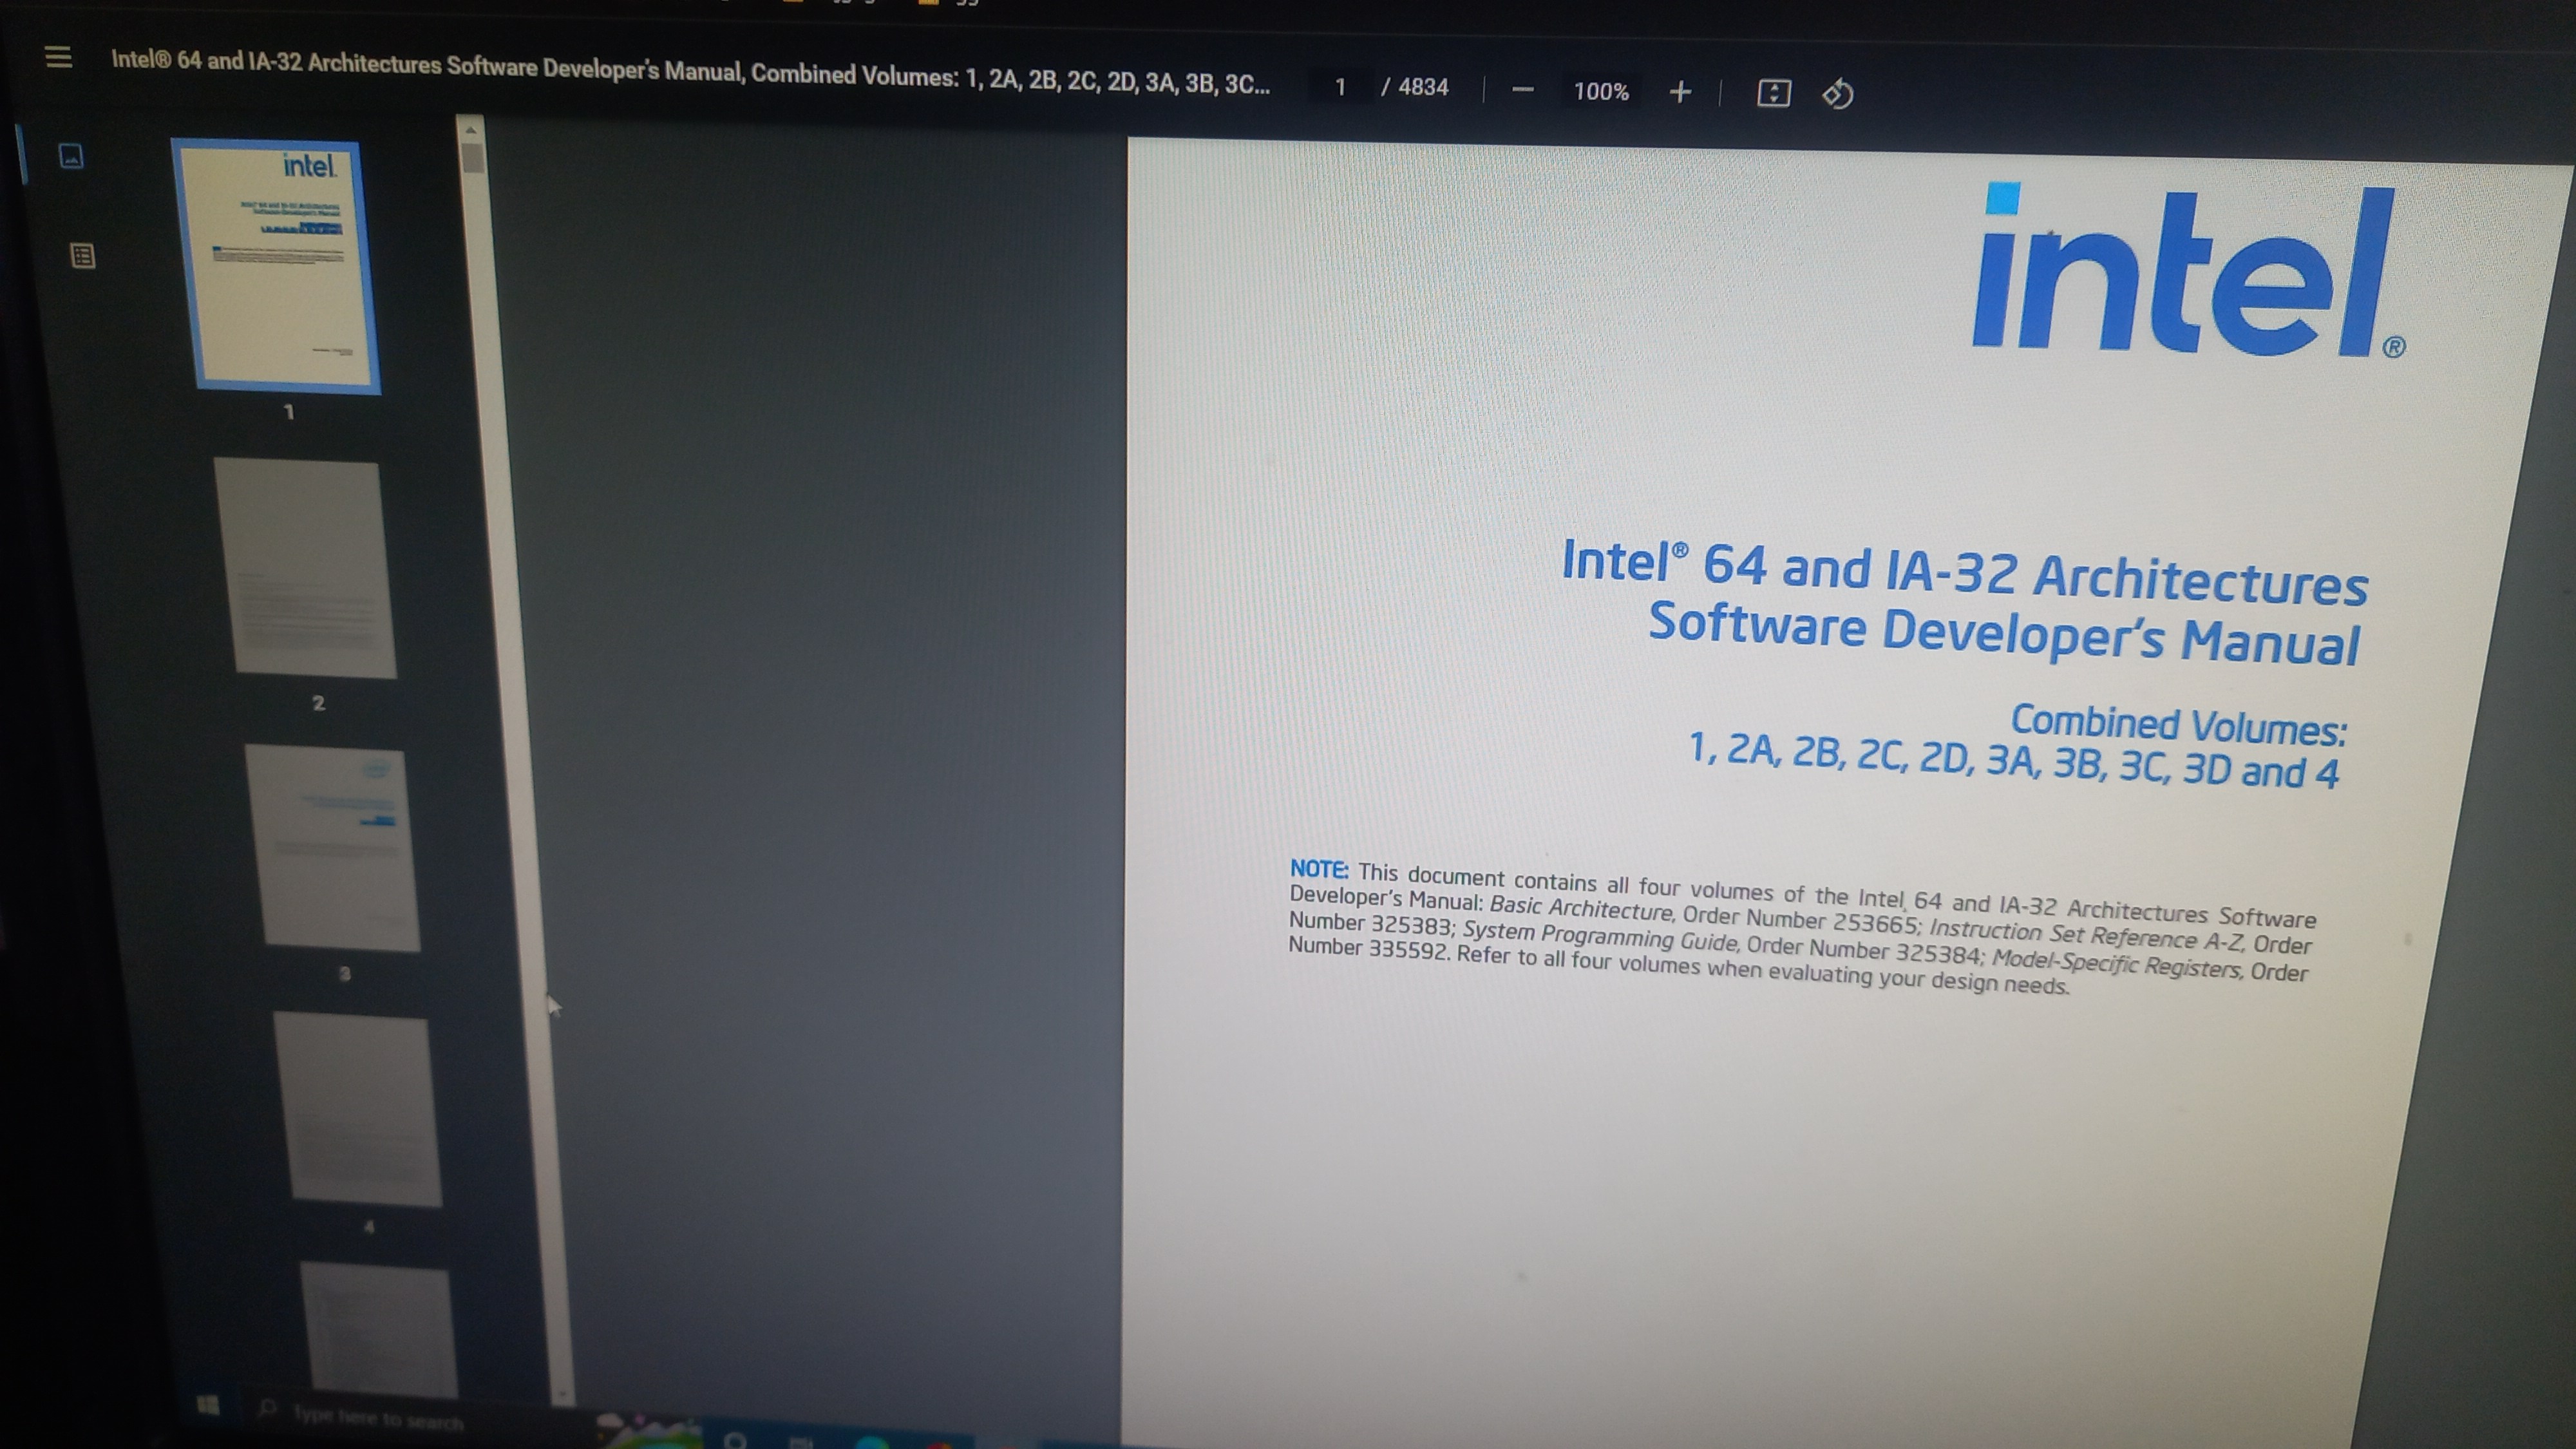 Intel® 64 and IA-32 Architectures Software Developer's Manual, Combined Volumes: 1, 2A, 2B, 2C, 2D, 3A, 3B, 3C... 1 / 4834 100%
intel.
1
2
3
4
intel®
Intel® 64 and IA-32 Architectures
Software Developer's Manual
Combined Volumes:
1, 2A, 2B, 2C, 2D, 3A, 3B, 3C, 3D and 4
NOTE: This document contains all four volumes of the Intel 64 and IA-32 Architectures Software
Developer's Manual: Basic Architecture, Order Number 253665; Instruction Set Reference A-Z, Order
Number 325383; System Programming Guide, Order Number 325384; Model-Specific Registers, Order
Number 335592. Refer to all four volumes when evaluating your design needs.
Type here to search